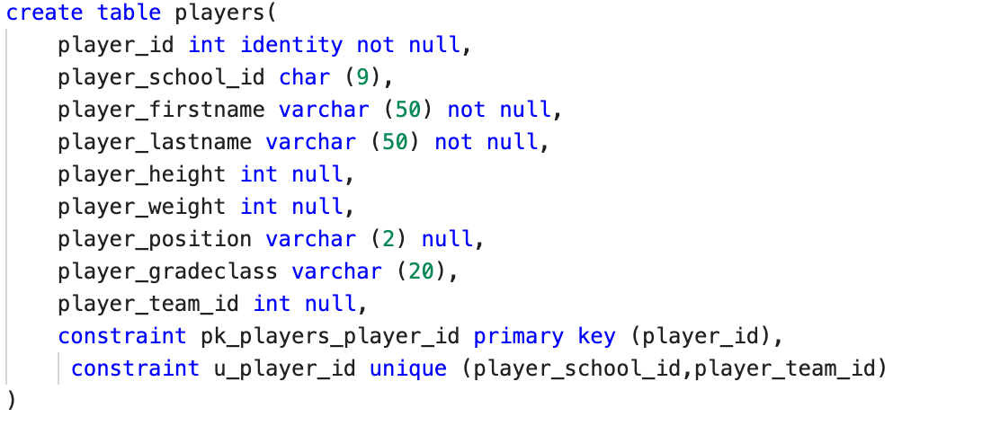 create table players(
    player_id int identity not null,
    player_school_id char (9),
    player_firstname varchar (50) not null,
    player_lastname varchar (50) not null,
    player_height int null,
    player_weight int null,
    player_position varchar (2) null,
    player_gradeclass varchar (20),
    player_team_id int null,
    constraint pk_players_player_id primary key (player_id),
     constraint u_player_id unique (player_school_id,player_team_id)
)